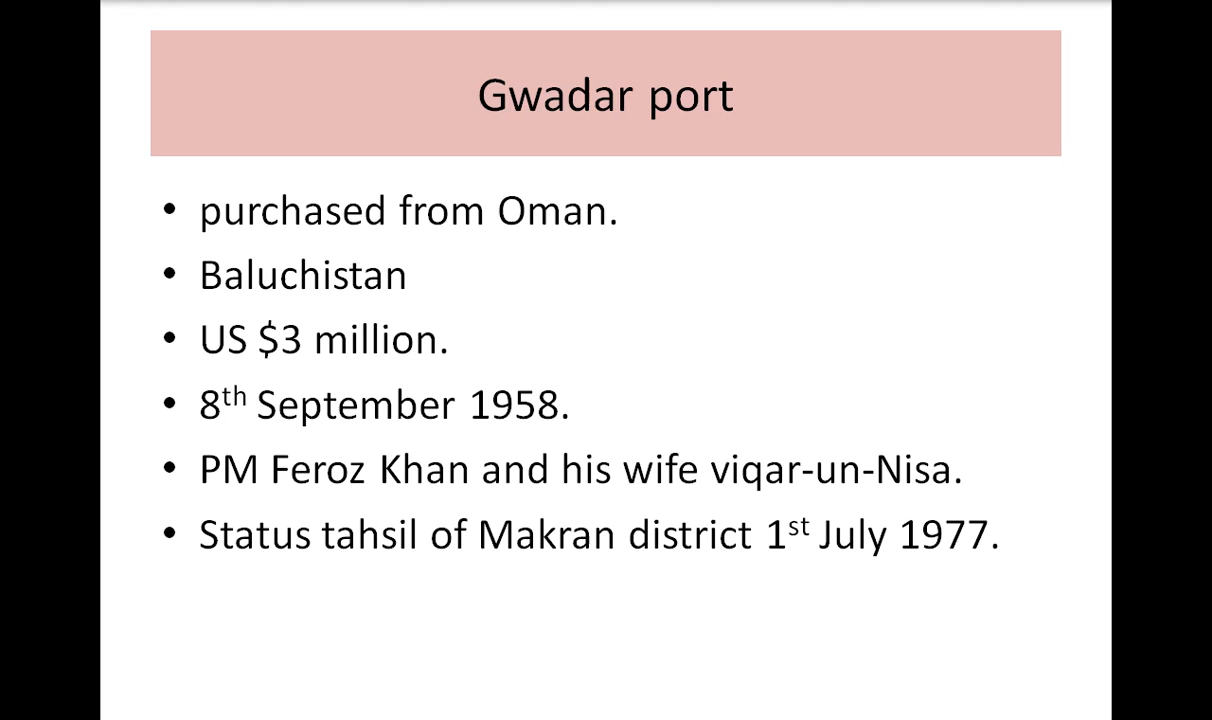 Gwadar port
• purchased from Oman.
• Baluchistan
• US $3 million.
• 8th September 1958.
• PM Feroz Khan and his wife viqar-un-Nisa.
• Status tahsil of Makran district 1st July 1977.